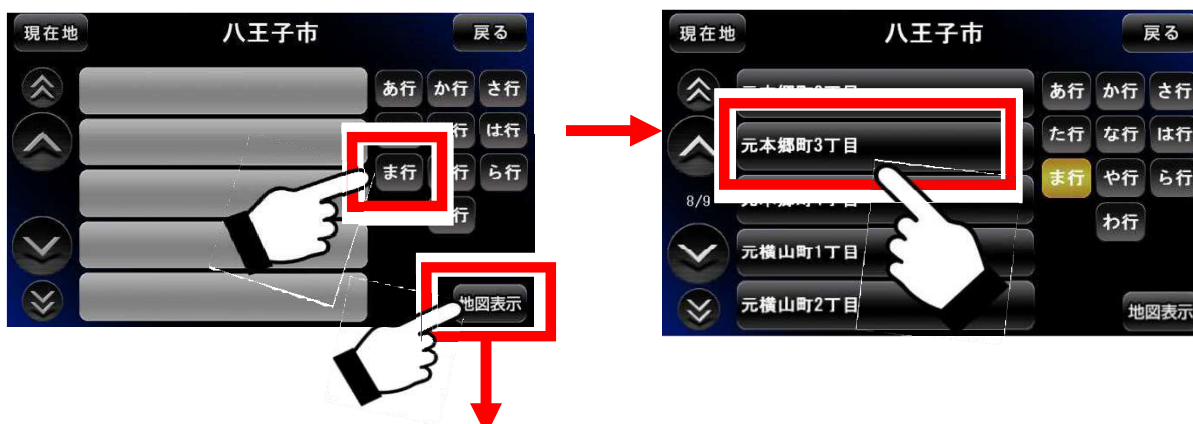 現在地 八王子市 戻る
あ行 か行 さ行
行 は行
ま行 行 ら行
行
地図表示
現在地 八王子市 戻る
あ行 か行 さ行
元本郷町3丁目 た行 な行 は行
ま行 や行 ら行
8/9
わ行
元横山町1丁目
元横山町2丁目 地図表示